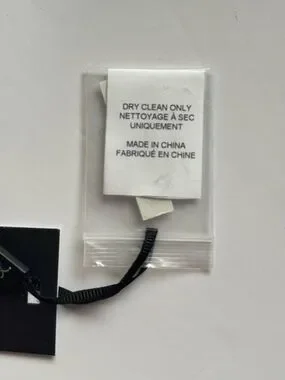 DRY CLEAN ONLY
NETTOYAGE À SEC
UNIQUEMENT
MADE IN CHINA
FABRIQUÉ EN CHINE